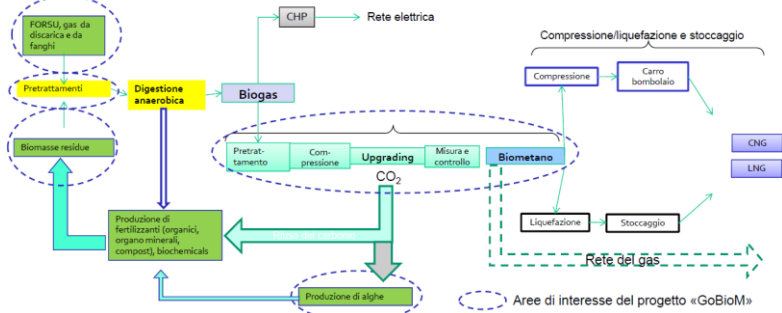 FORSU, gas da
discarica e da
fanghi
CHP
Rete elettrica
Compressione/liquefazione e stoccaggio
Pretrattamenti
Digestione
anaerobica
Biogas
Compressione
Carro
bombolaio
Biomasse residue
Pretrat-
tamento
Com-
pressione
Upgrading
Misura e
controllo
Biometano
CNG
LNG
CO2
Produzione di
fertilizzanti (organici,
organo minerali,
compost), biochemicals
Liquefazione
Stoccaggio
Rete del gas
Produzione di alghe
Aree di interesse del progetto «GoBioM»